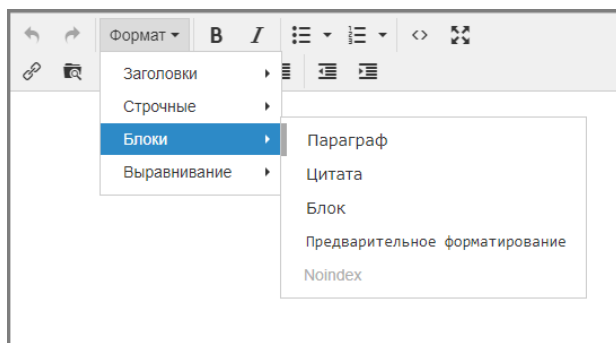 Формат
B I
Заголовки
Строчные
Блоки
Выравнивание
Параграф
Цитата
Блок
Предварительное форматирование
Noindex